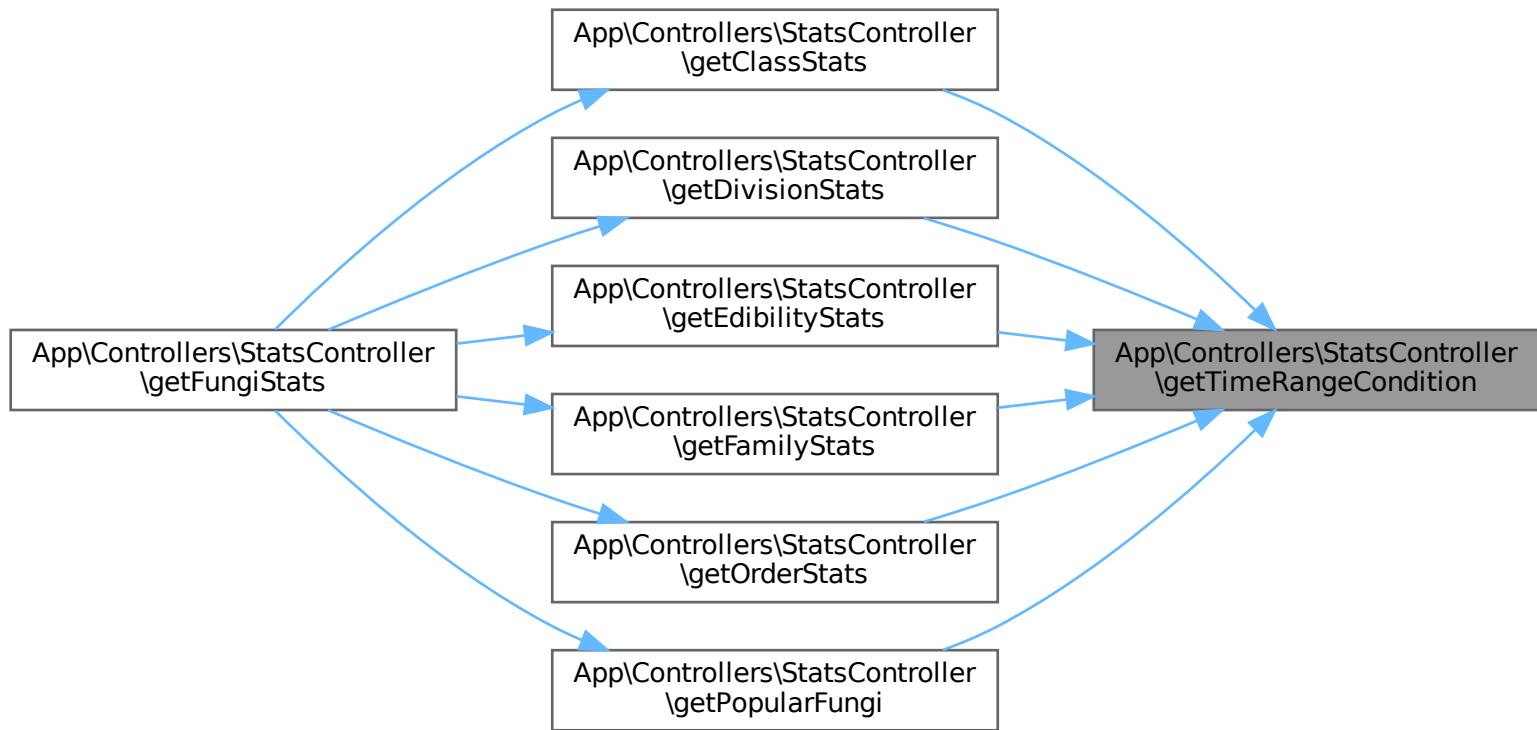 App\Controllers\StatsController
\getClassStats
App\Controllers\StatsController
\getDivisionStats
App\Controllers\StatsController
\getEdibilityStats
App\Controllers\StatsController
\getFungiStats
App\Controllers\StatsController
\getTimeRangeCondition
App\Controllers\StatsController
\getFamilyStats
App\Controllers\StatsController
\getOrderStats
App\Controllers\StatsController
\getPopularFungi